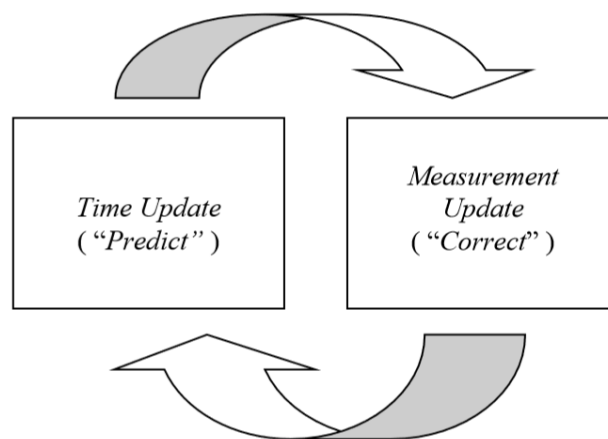 Time Update
( “Predict” )
Measurement
Update
( “Correct” )